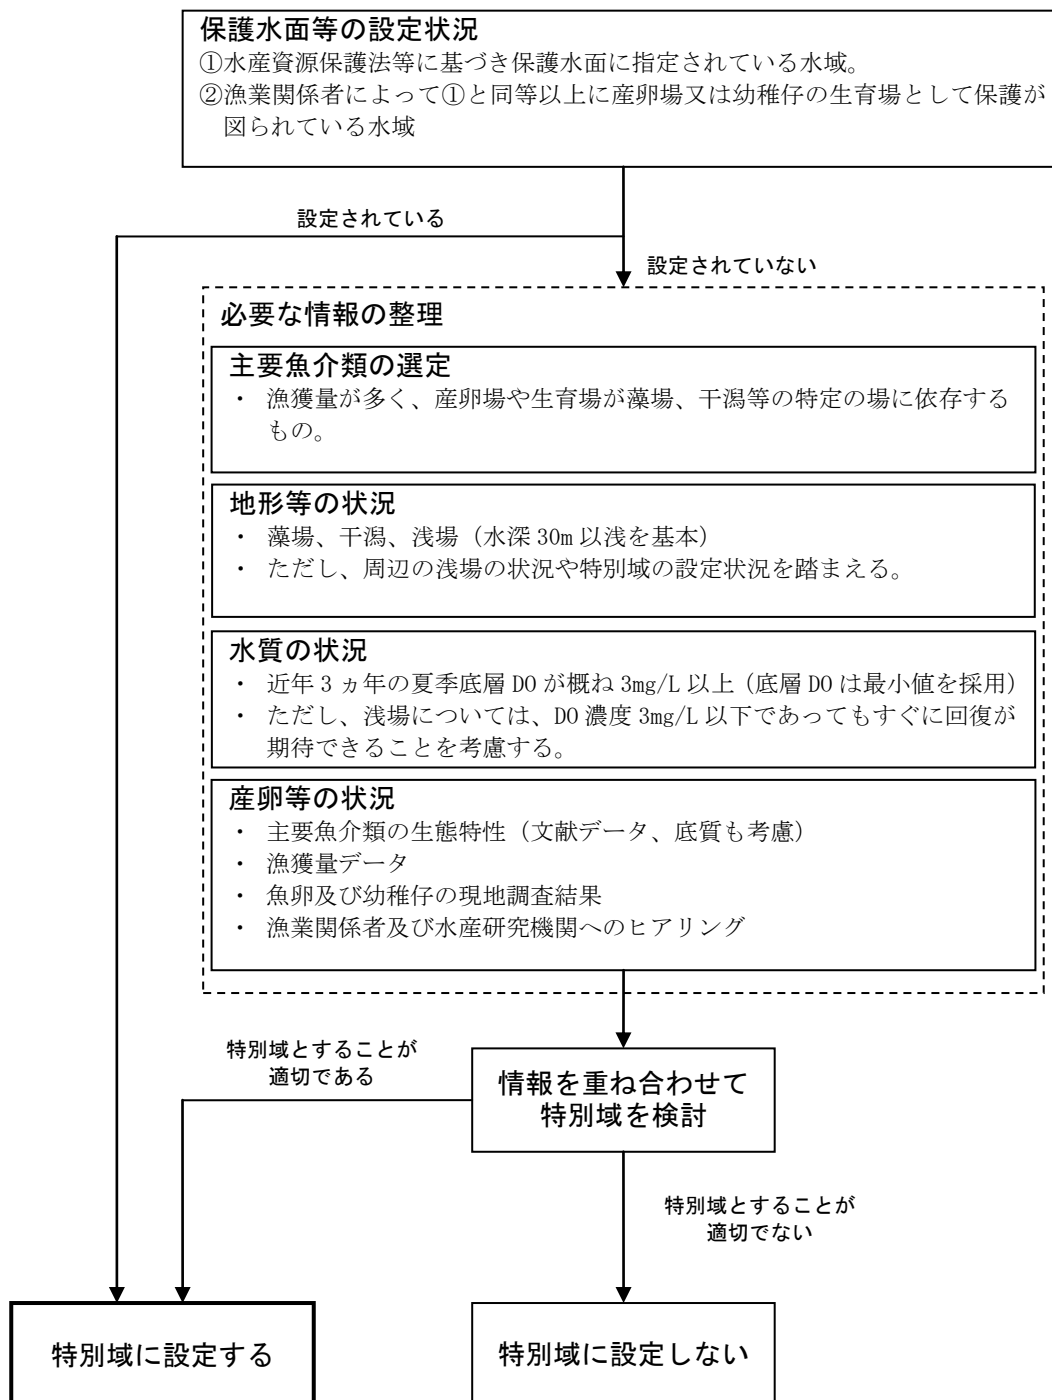 保護水面等の設定状況
①水産資源保護法等に基づき保護水面に指定されている水域。
②漁業関係者によって①と同等以上に産卵場又は幼稚仔の生育場として保護が
図られている水域
設定されている
設定されていない
必要な情報の整理
主要魚介類の選定
・ 漁獲量が多く、産卵場や生育場が藻場、干潟等の特定の場に依存する
もの。
地形等の状況
・ 藻場、干潟、浅場（水深 30m 以浅を基本）
・ ただし、周辺の浅場の状況や特別域の設定状況を踏まえる。
水質の状況
・ 近年 3 ヵ年の夏季底層 DO が概ね 3mg/L 以上（底層 DO は最小値を採用）
・ ただし、浅場については、DO 濃度 3mg/L 以下であってもすぐに回復が
期待できることを考慮する。
産卵等の状況
・ 主要魚介類の生態特性（文献データ、底質も考慮）
・ 漁獲量データ
・ 魚卵及び幼稚仔の現地調査結果
・ 漁業関係者及び水産研究機関へのヒアリング
特別域とすることが
適切である
情報を重ね合わせて
特別域を検討
特別域とすることが
適切でない
特別域に設定する
特別域に設定しない